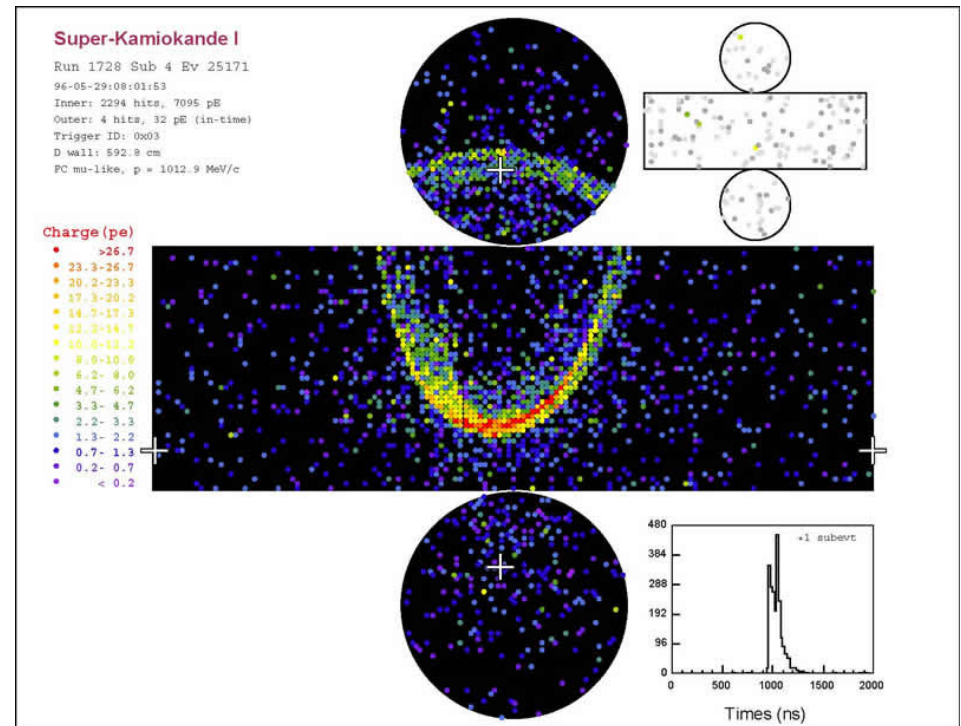 Super-Kamiokande I
Run 1728 Sub 4 Ev 25171
96-05-29:08:01:53
Inner: 2294 hits, 7095 pE
Outer: 4 hits, 32 pE (in-time)
Trigger ID: 0x03
D wall: 592.8 cm
FC mu-like, p = 1012.9 MeV/c
Charge(pe)
>26.7
23.3-26.7
20.2-23.3
17.3-20.2
14.7-17.3
12.2-14.7
10.0-12.2
8.0-10.0
6.2- 8.0
4.7- 6.2
3.3- 4.7
2.2- 3.3
1.3- 2.2
0.7- 1.3
0.2- 0.7
< 0.2
480
384
288
192
96
0
+1 subevt
0
500
1000
1500
2000
Times (ns)